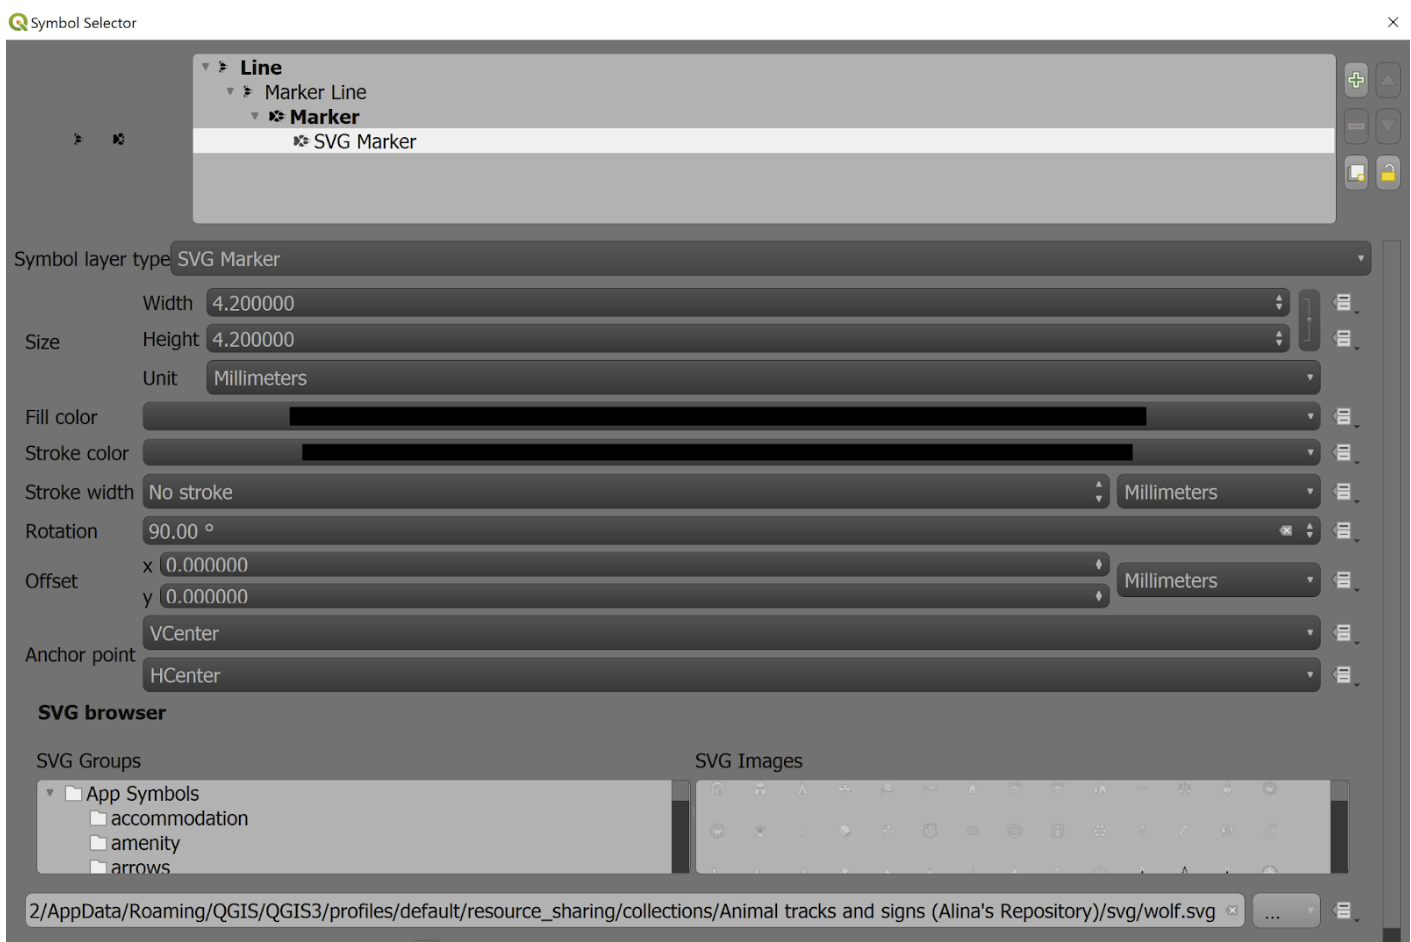 Symbol Selector
Line
Marker Line
Marker
SVG Marker
Symbol layer type SVG Marker
Width 4.200000
Size
Height 4.200000
Unit Millimeters
Fill color
Stroke color
Stroke width No stroke Millimeters
Rotation 90.00 °
x 0.000000
Offset Millimeters
y 0.000000
VCenter
Anchor point
HCenter
SVG browser
SVG Groups SVG Images
App Symbols
accommodation
amenity
arrows
2/AppData/Roaming/QGIS/QGIS3/profiles/default/resource_sharing/collections/Animal tracks and signs (Alina's Repository)/svg/wolf.svg ...